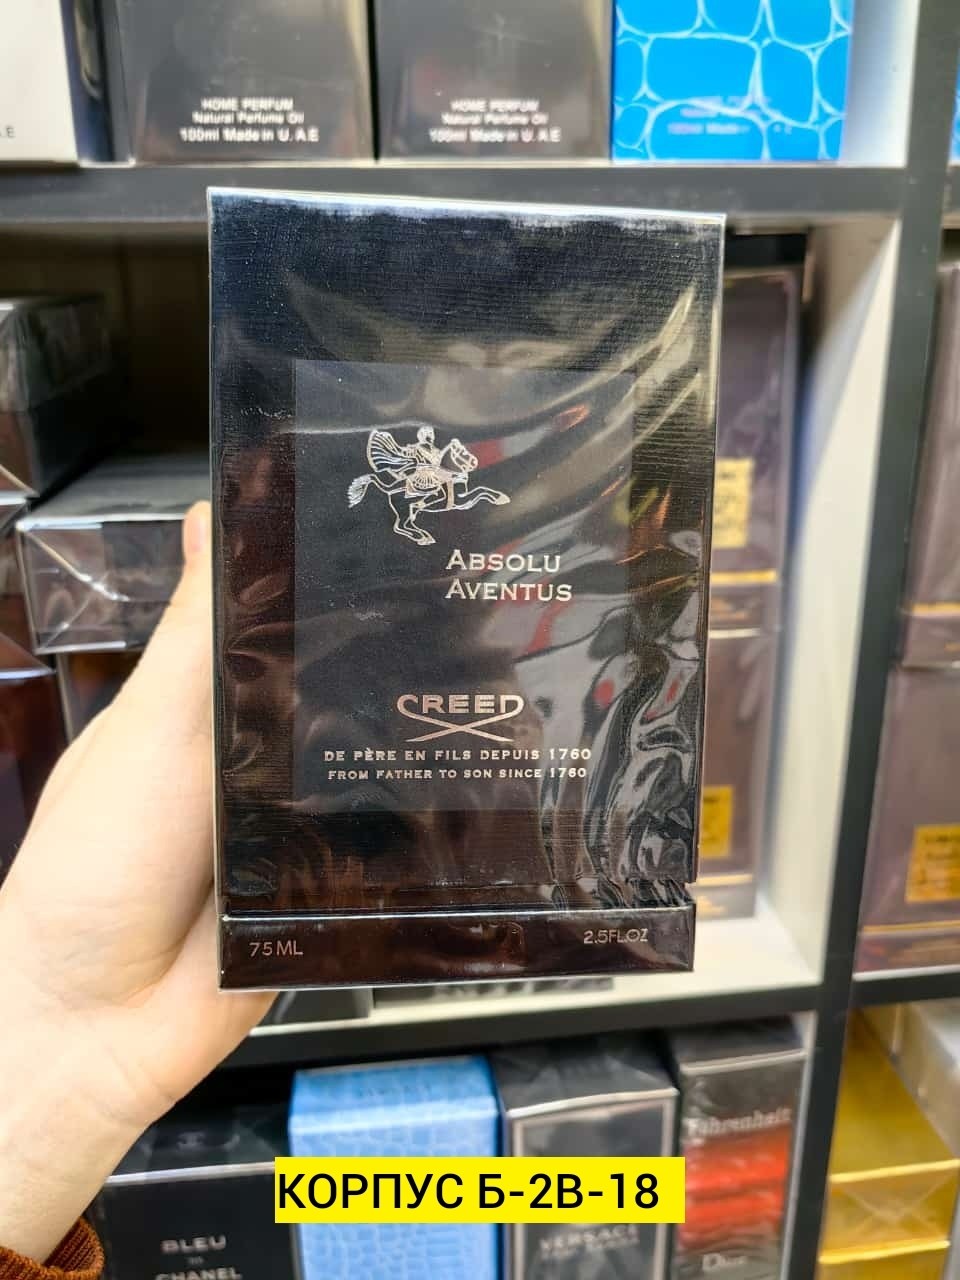 HOME PERFUM
Natural Perfume Oil
100ml Made in U.A.E
HOME PERFUM
Natural Perfume Oil
100ml Made in U.A.E
ABSOLU
AVENTUS
CREED
DE PÈRE EN FILS DEPUIS 1760
FROM FATHER TO SON SINCE 1760
75ML
2.5FL.OZ
Fahrenheit
КОРПУС Б-2В-18
BLEU
CHANEL
VERSACE
Dior